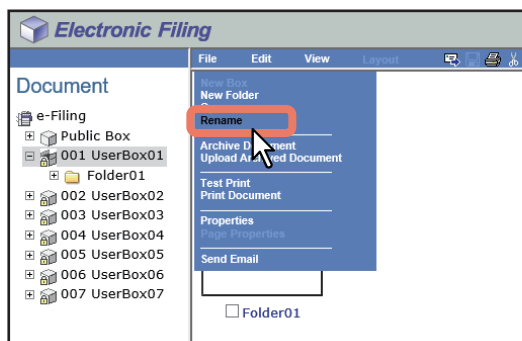 Electronic Filing
File Edit View Layout
Document
e-Filing
Public Box
001 UserBox01
Folder01
002 UserBox02
003 UserBox03
004 UserBox04
005 UserBox05
006 UserBox06
007 UserBox07
New Box
New Folder
Rename
Archive Document
Upload Archived Document
Test Print
Print Document
Properties
Page Properties
Send Email
Folder01